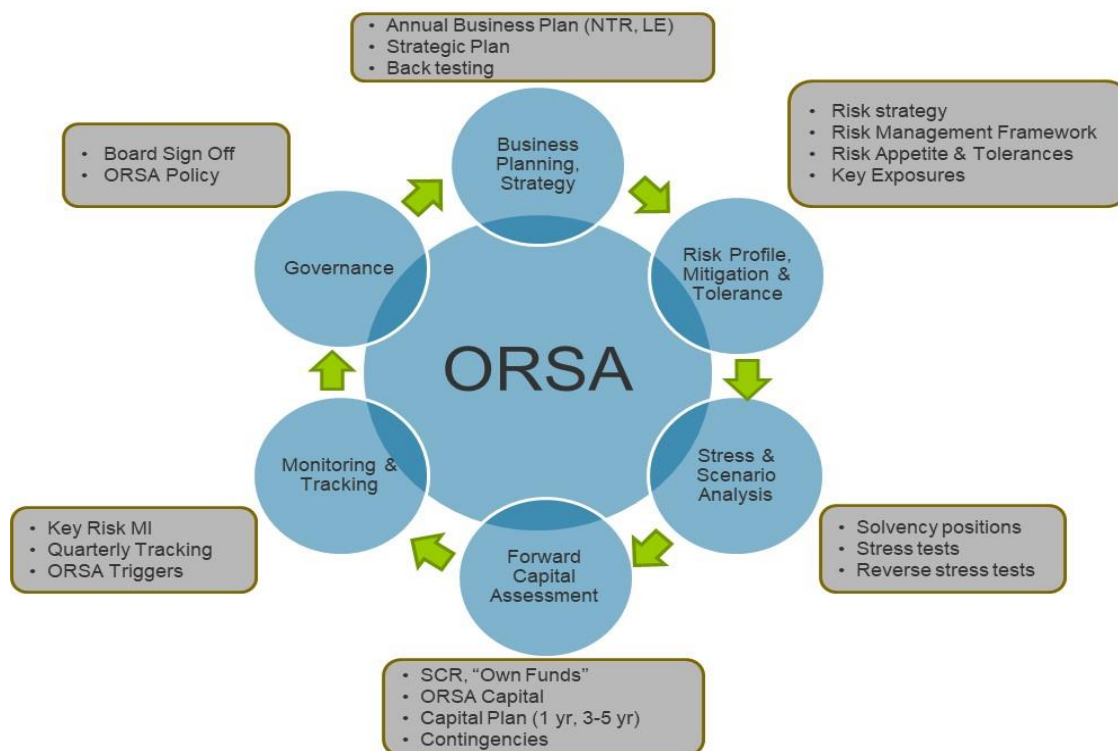 • Annual Business Plan (NTR, LE)
• Strategic Plan
• Back testing
Business
Planning,
Strategy
• Risk strategy
• Risk Management Framework
• Risk Appetite & Tolerances
• Key Exposures
Risk Profile,
Mitigation &
Tolerance
Stress &
Scenario
Analysis
• Solvency positions
• Stress tests
• Reverse stress tests
Forward
Capital
Assessment
• SCR, “Own Funds”
• ORSA Capital
• Capital Plan (1 yr, 3-5 yr)
• Contingencies
Monitoring &
Tracking
• Key Risk MI
• Quarterly Tracking
• ORSA Triggers
Governance
• Board Sign Off
• ORSA Policy
ORSA